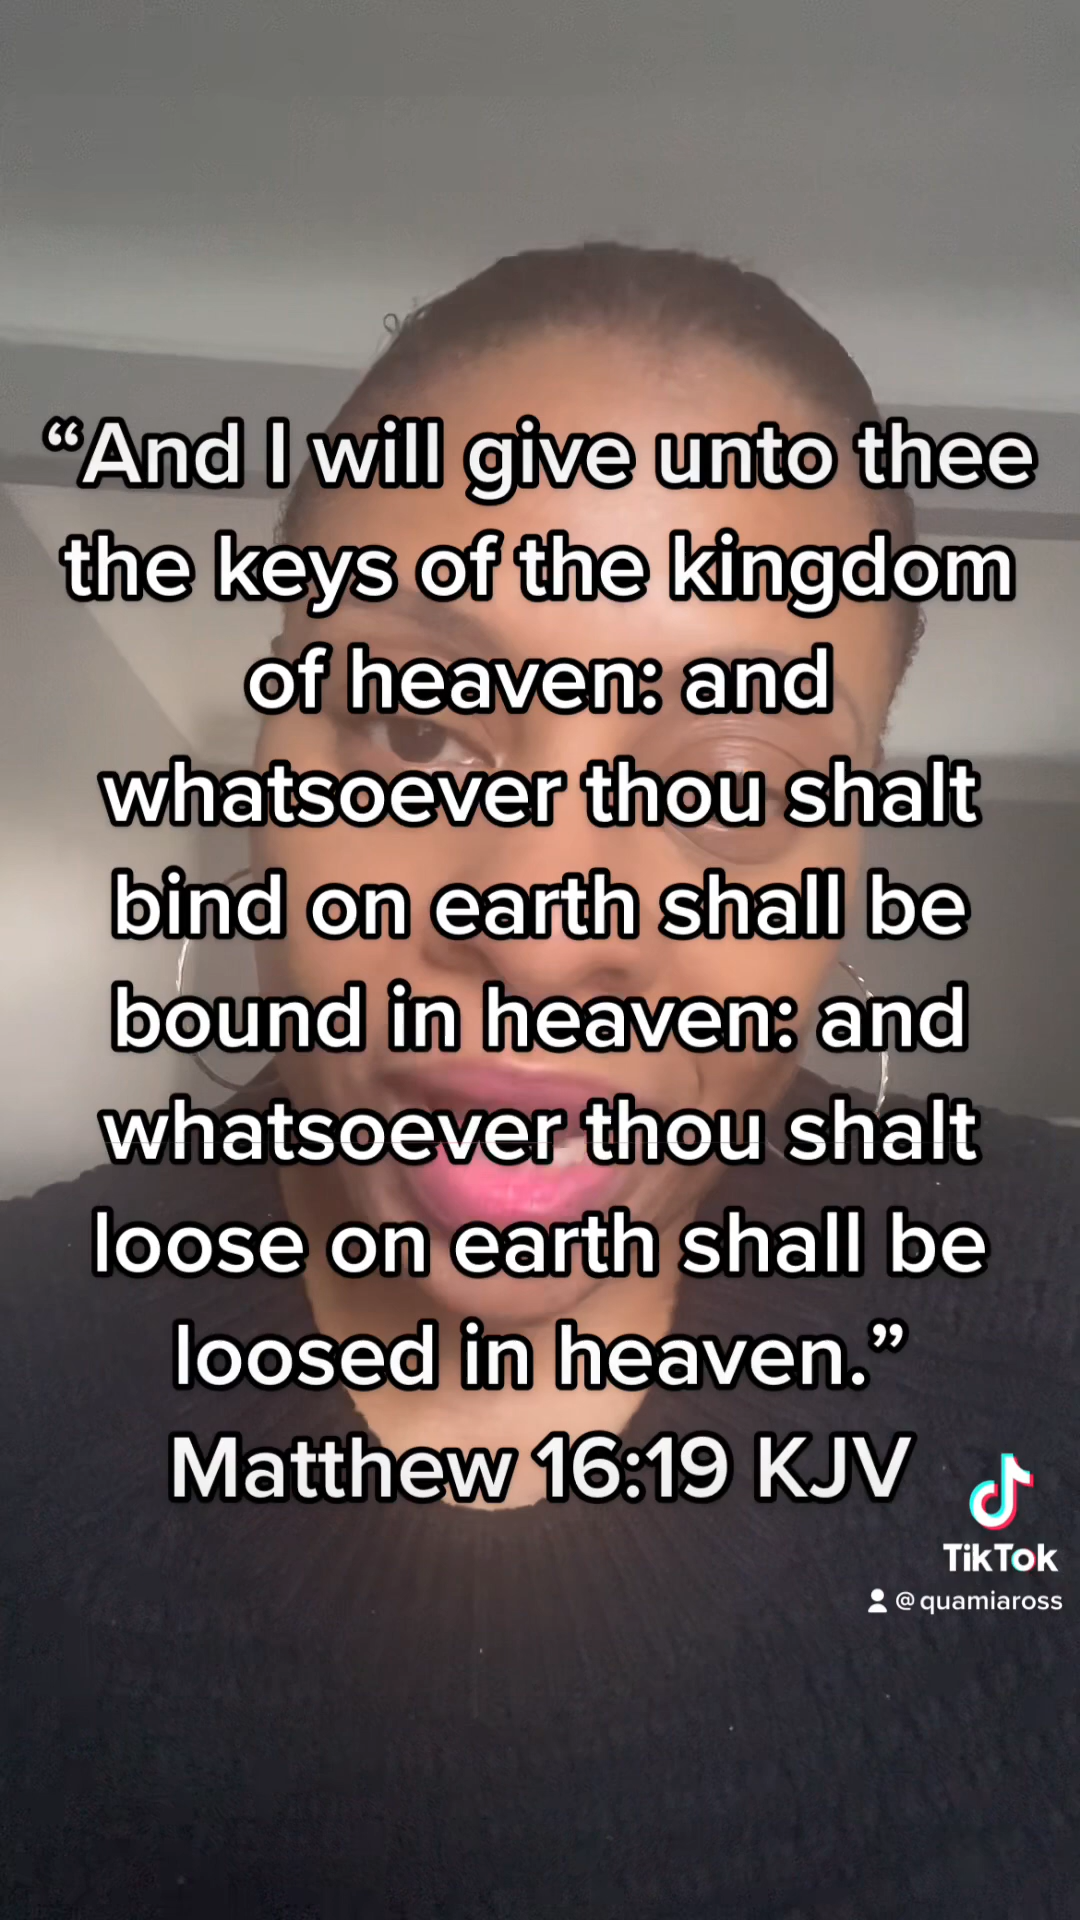 “And I will give unto thee
the keys of the kingdom
of heaven: and
whatsoever thou shalt
bind on earth shall be
bound in heaven: and
whatsoever thou shalt
loose on earth shall be
loosed in heaven.”
Matthew 16:19 KJV
TikTok
@quamiaross